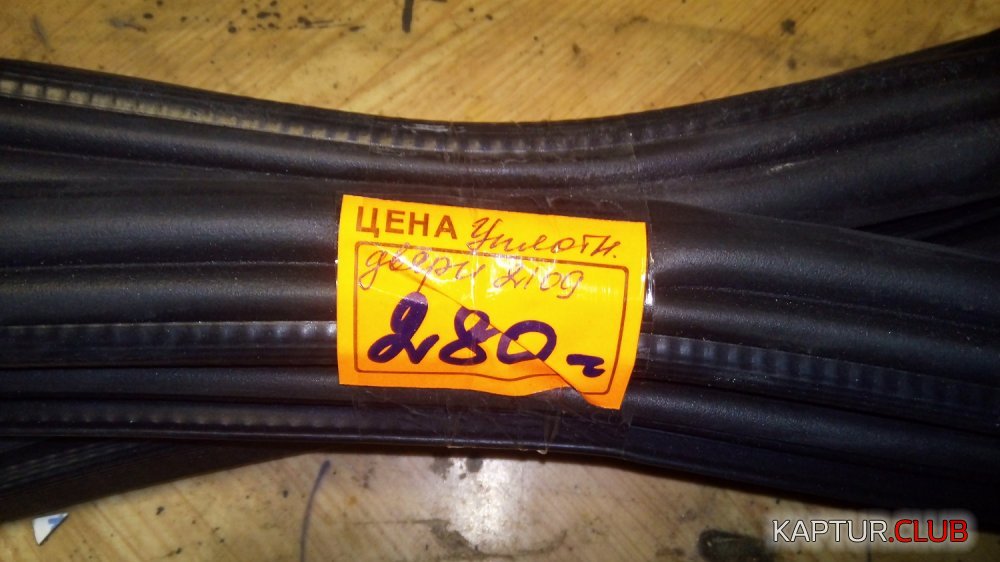 ЦЕНА Уплотн.
двери 2109
280-
KAPTUR.CLUB